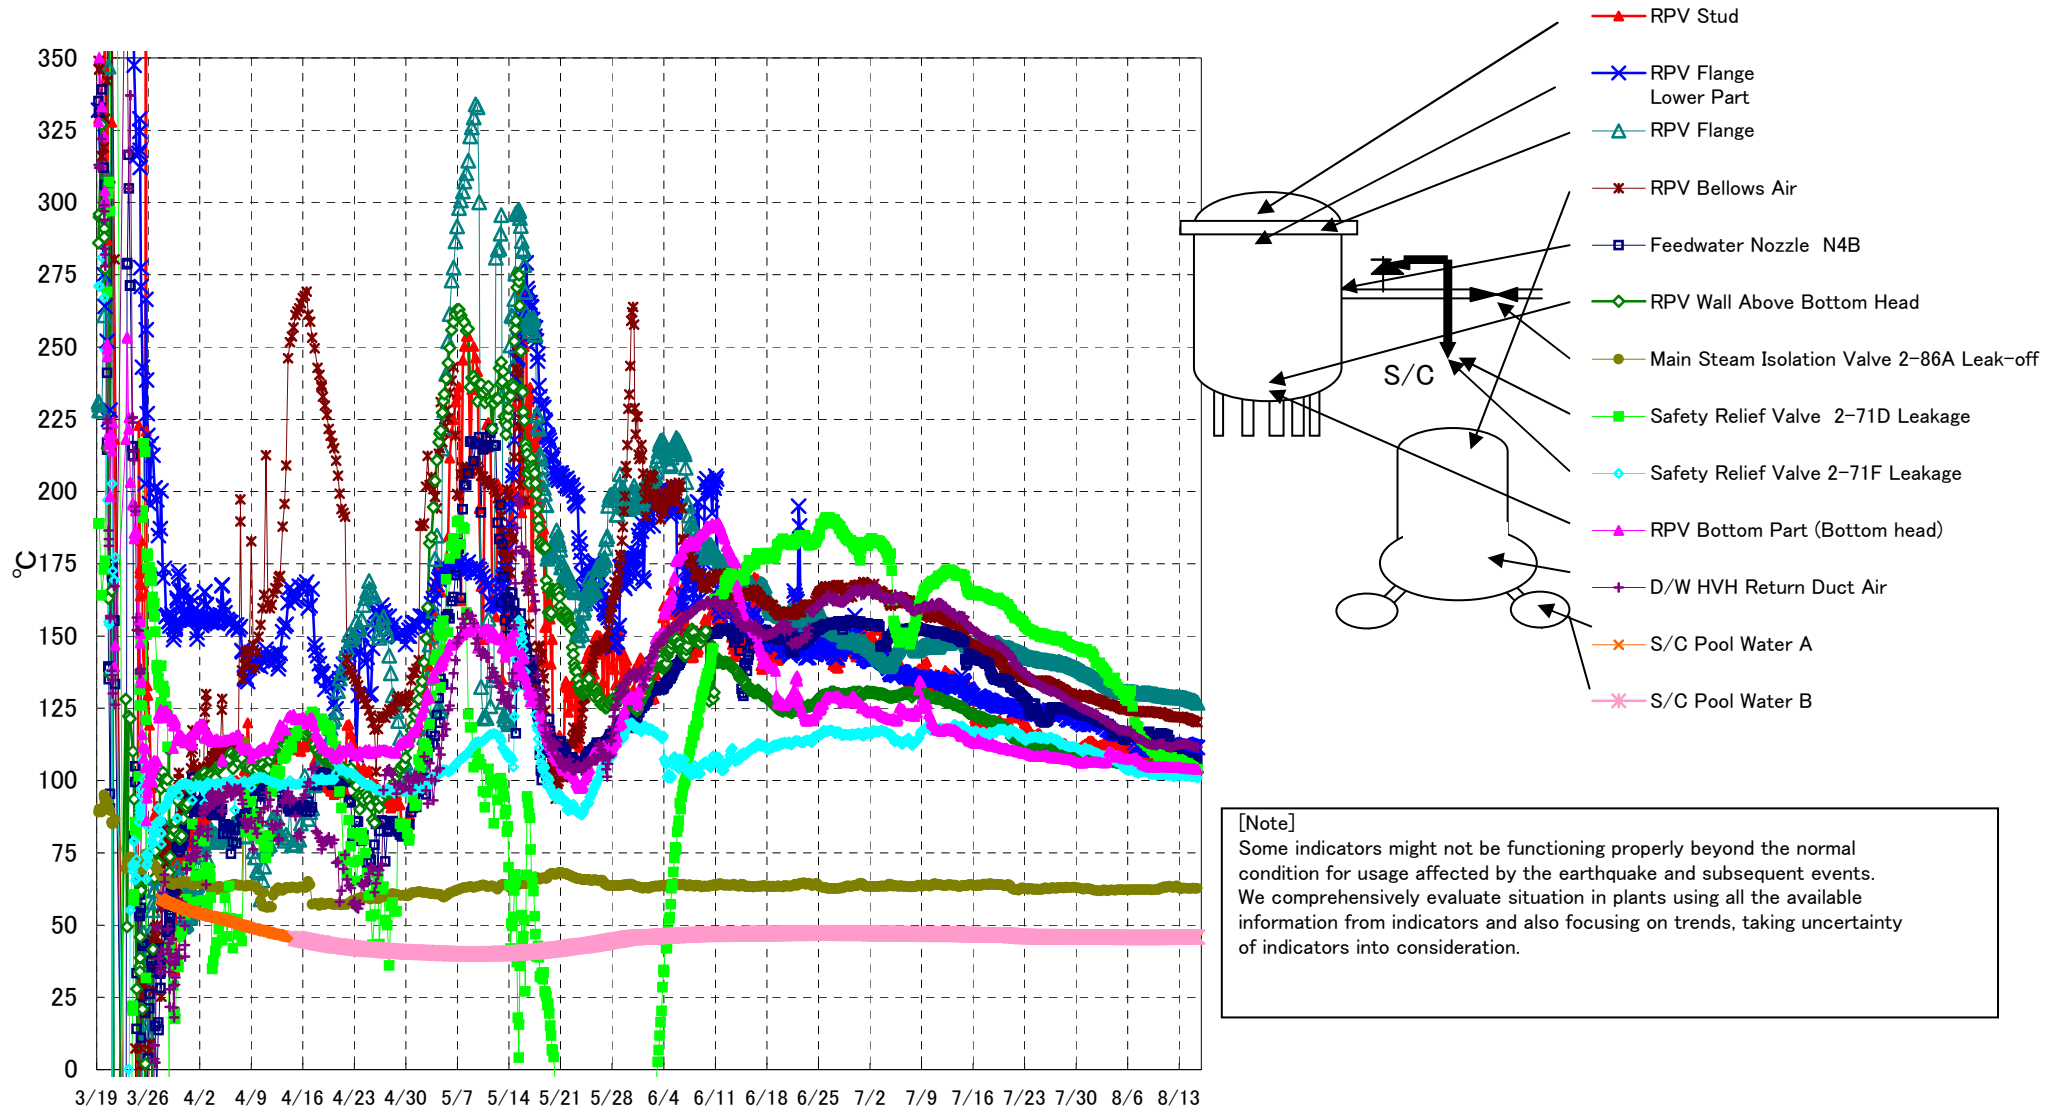 350
325
300
275
250
225
200
175
150
125
100
75
50
25
0
℃
3/19 3/26 4/2 4/9 4/16 4/23 4/30 5/7 5/14 5/21 5/28 6/4 6/11 6/18 6/25 7/2 7/9 7/16 7/23 7/30 8/6 8/13
RPV Stud
RPV Flange
Lower Part
RPV Flange
RPV Bellows Air
Feedwater Nozzle N4B
RPV Wall Above Bottom Head
Main Steam Isolation Valve 2-86A Leak-off
Safety Relief Valve 2-71D Leakage
Safety Relief Valve 2-71F Leakage
RPV Bottom Part (Bottom head)
D/W HVH Return Duct Air
S/C Pool Water A
S/C Pool Water B
S/C
[Note]
Some indicators might not be functioning properly beyond the normal
condition for usage affected by the earthquake and subsequent events.
We comprehensively evaluate situation in plants using all the available
information from indicators and also focusing on trends, taking uncertainty
of indicators into consideration.